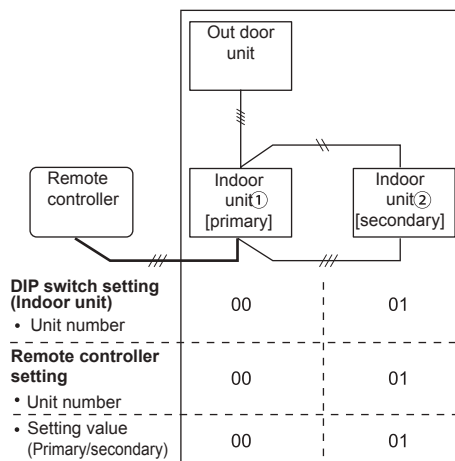 Out door
unit
Remote
controller
Indoor
unit①
[primary]
Indoor
unit②
[secondary]
DIP switch setting
(Indoor unit)
• Unit number
00
01
Remote controller
setting
• Unit number
00
01
• Setting value
(Primary/secondary)
00
01